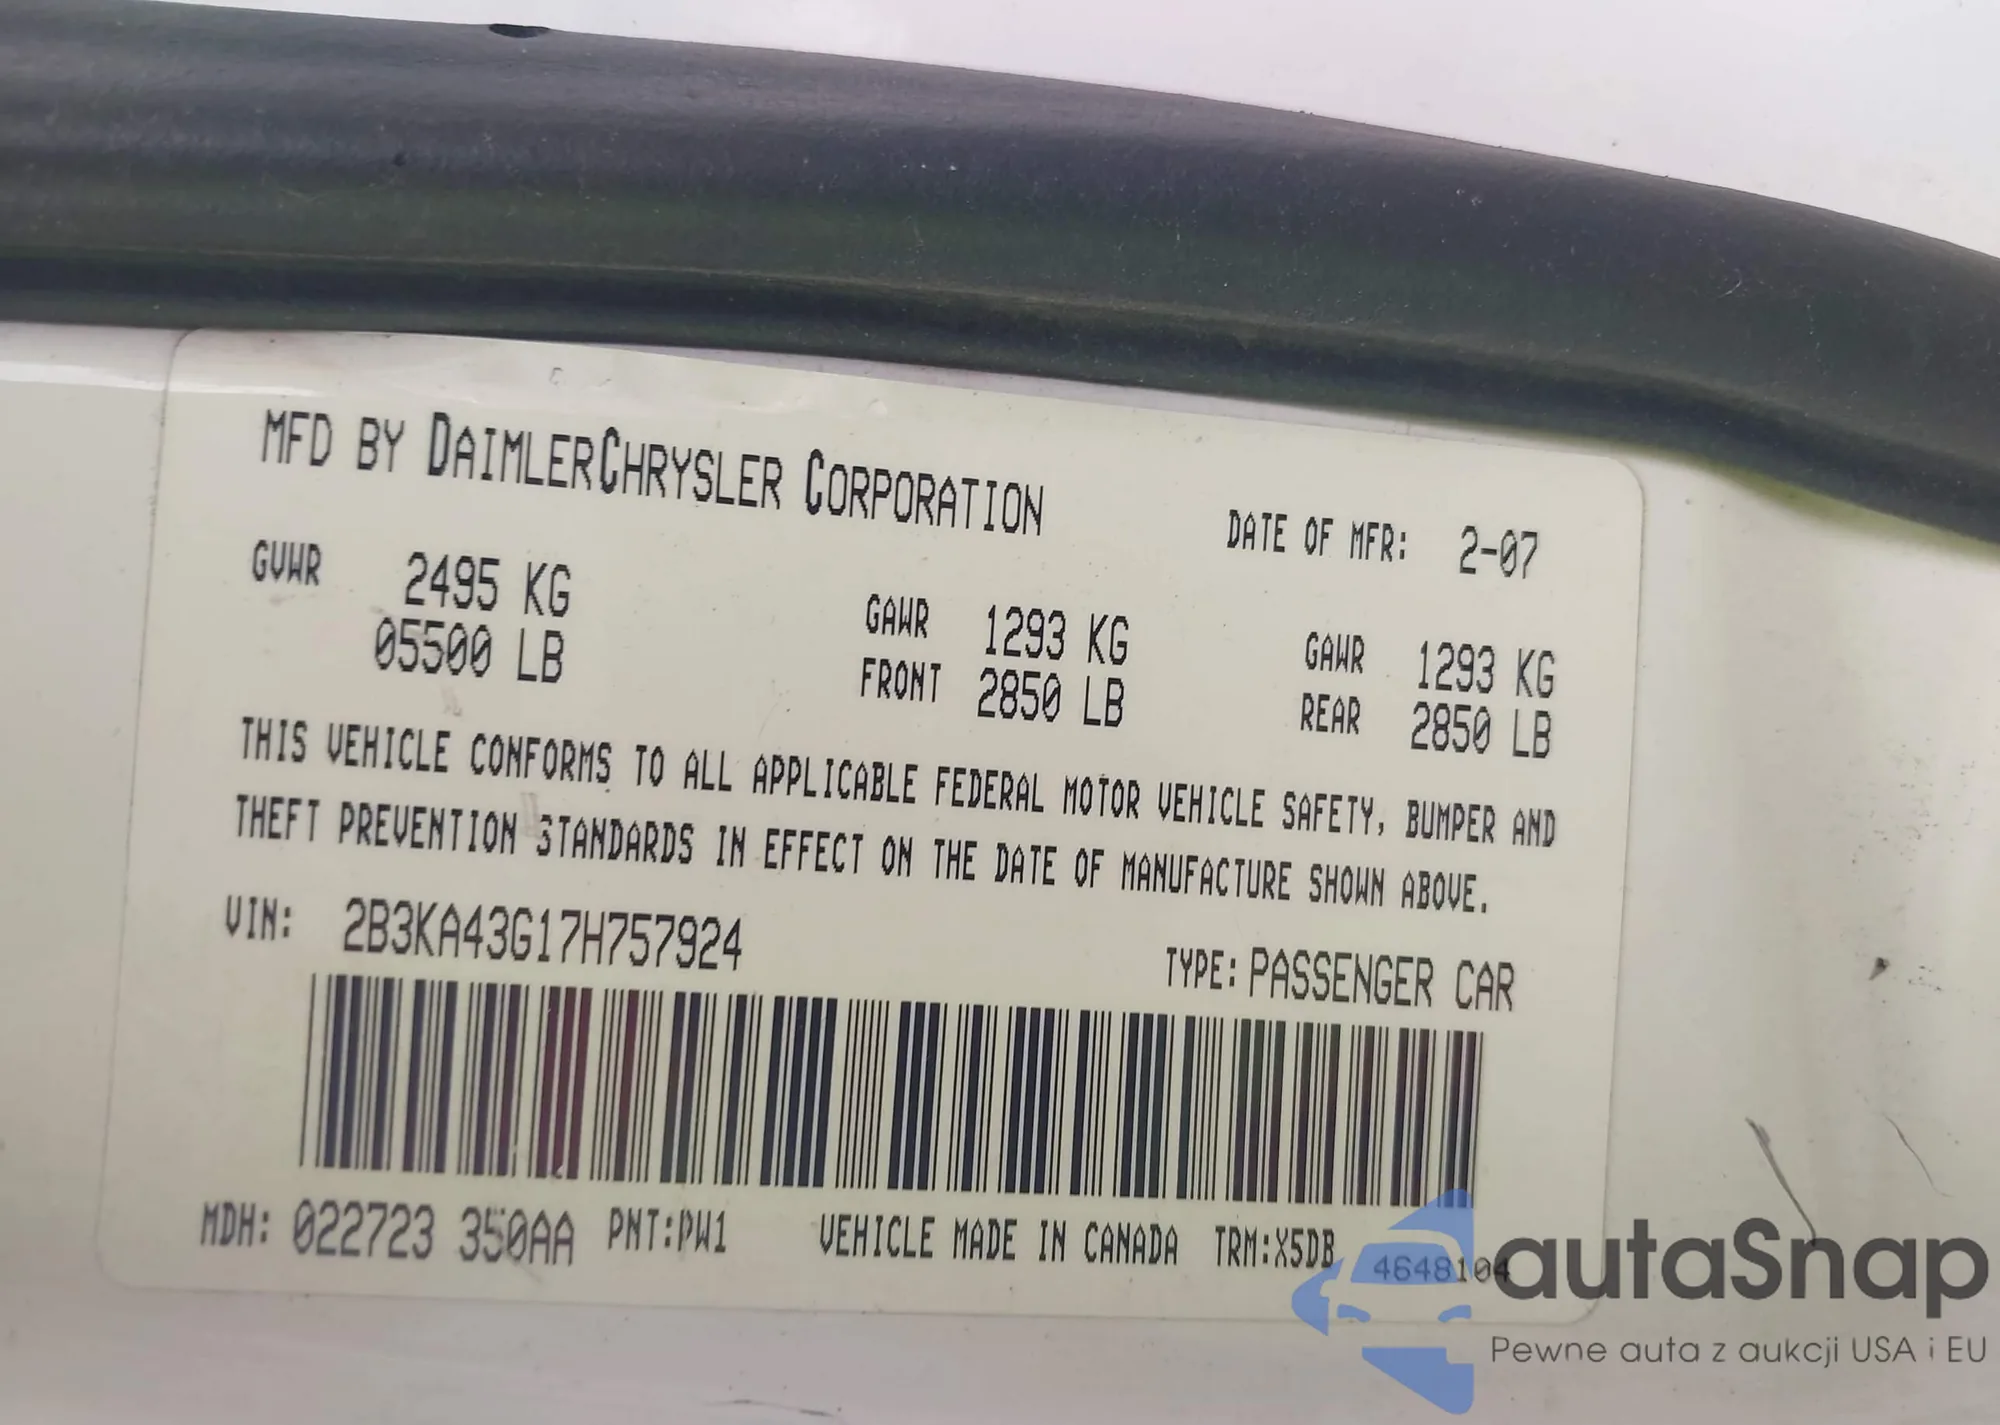 MFD BY DAIMLERCHRYSLER CORPORATION
DATE OF MFR: 2-07
GVWR 2495 KG
05500 LB
GAWR 1293 KG
FRONT 2850 LB
GAWR 1293 KG
REAR 2850 LB
THIS VEHICLE CONFORMS TO ALL APPLICABLE FEDERAL MOTOR VEHICLE SAFETY, BUMPER AND
THEFT PREVENTION STANDARDS IN EFFECT ON THE DATE OF MANUFACTURE SHOWN ABOVE.
VIN: 2B3KA43G17H757924
TYPE: PASSENGER CAR
MDH: 022723 350AA PNT:PW1 VEHICLE MADE IN CANADA TRM:X5DB 4648104
autaSnap
Pewne auta z aukcji USA i EU